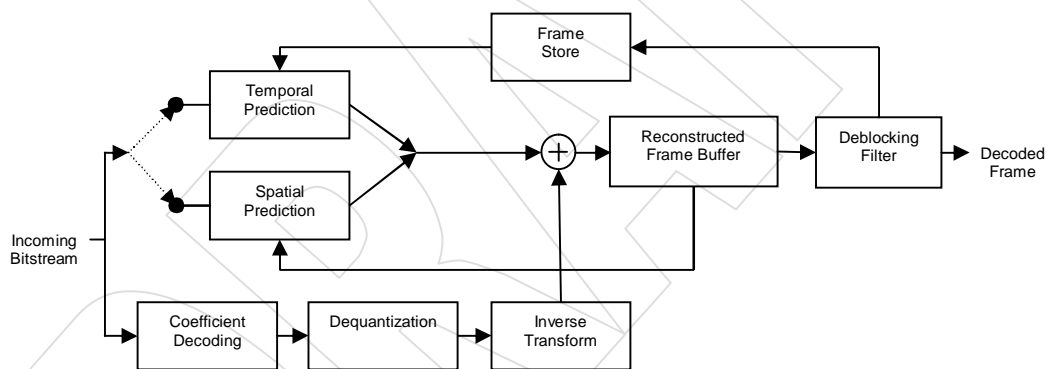 Frame
Store
Temporal
Prediction
Reconstructed
Frame Buffer
Deblocking
Filter
Decoded
Frame
Spatial
Prediction
Incoming
Bitstream
Coefficient
Decoding
Dequantization
Inverse
Transform